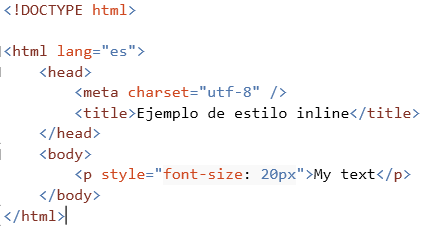 <!DOCTYPE html>
<html lang="es">
<head>
<meta charset="utf-8" />
<title>Ejemplo de estilo inline</title>
</head>
<body>
<p style="font-size: 20px">My text</p>
</body>
</html>